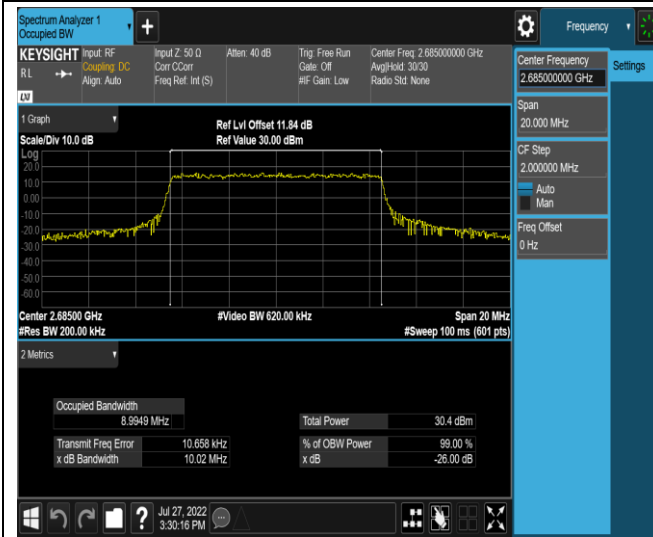 Spectrum Analyzer 1
Occupied BW
Frequency
KEYSIGHT
RL
Input: RF
Coupling: DC
Align: Auto
Input Z: 50 Ω
Corr CCorr
Freq Ref: Int (S)
Atten: 40 dB
Trig: Free Run
Gate: Off
#IF Gain: Low
Center Freq: 2.685000000 GHz
Avg|Hold: 30/30
Radio Std: None
Center Frequency
2.685000000 GHz
Settings
Span
20.000 MHz
CF Step
2.000000 MHz
Auto
Man
Freq Offset
0 Hz
1 Graph
Scale/Div 10.0 dB
Ref Lvl Offset 11.84 dB
Ref Value 30.00 dBm
Log
20.0
10.0
0.00
-10.0
-20.0
-30.0
-40.0
-50.0
-60.0
Center 2.68500 GHz
#Video BW 620.00 kHz
Span 20 MHz
#Res BW 200.00 kHz
#Sweep 100 ms (601 pts)
2 Metrics
Occupied Bandwidth
8.9949 MHz
Total Power 30.4 dBm
Transmit Freq Error 10.658 kHz
% of OBW Power 99.00 %
x dB Bandwidth 10.02 MHz
x dB -26.00 dB
?
Jul 27, 2022
3:30:16 PM